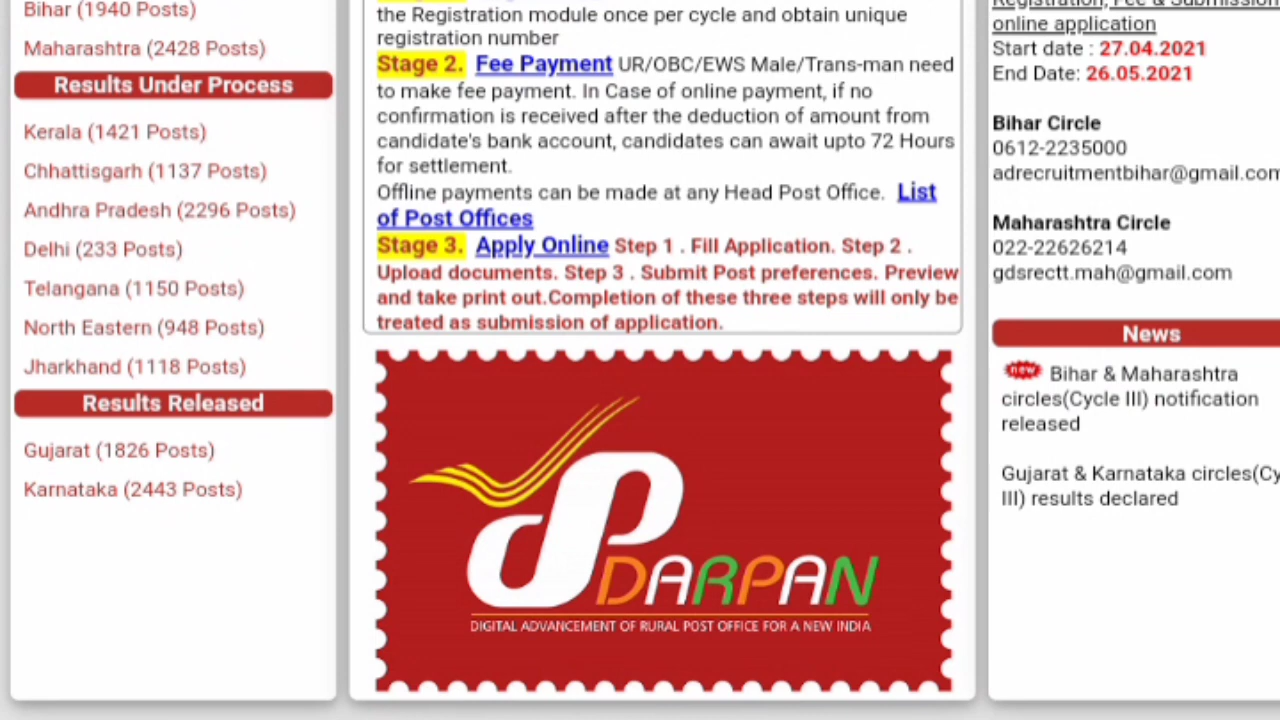 Bihar (1940 Posts)
Maharashtra (2428 Posts)
Results Under Process
Kerala (1421 Posts)
Chhattisgarh (1137 Posts)
Andhra Pradesh (2296 Posts)
Delhi (233 Posts)
Telangana (1150 Posts)
North Eastern (948 Posts)
Jharkhand (1118 Posts)
Results Released
Gujarat (1826 Posts)
Karnataka (2443 Posts)
the Registration module once per cycle and obtain unique
registration number
Stage 2. Fee Payment UR/OBC/EWS Male/Trans-man need
to make fee payment. In Case of online payment, if no
confirmation is received after the deduction of amount from
candidate's bank account, candidates can await upto 72 Hours
for settlement.
Offline payments can be made at any Head Post Office. List
of Post Offices
Stage 3. Apply Online Step 1 . Fill Application. Step 2 .
Upload documents. Step 3 . Submit Post preferences. Preview
and take print out.Completion of these three steps will only be
treated as submission of application.
DARPAN
DIGITAL ADVANCEMENT OF RURAL POST OFFICE FOR A NEW INDIA
Registration, Fee & Submission
online application
Start date : 27.04.2021
End Date: 26.05.2021
Bihar Circle
0612-2235000
adrecruitmentbihar@gmail.com
Maharashtra Circle
022-22626214
gdsrectt.mah@gmail.com
News
new Bihar & Maharashtra
circles(Cycle III) notification
released
Gujarat & Karnataka circles(Cy
III) results declared